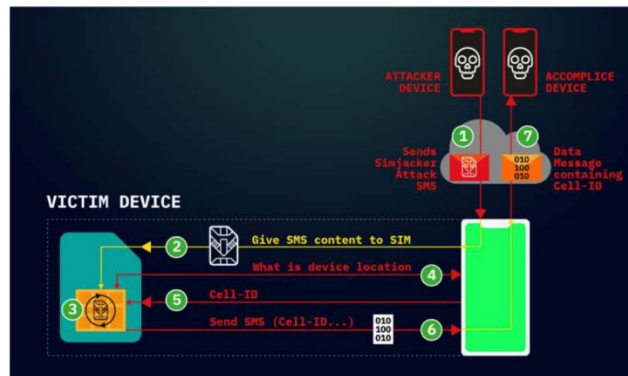 ATTACKER
DEVICE
ACCOMPLICE
DEVICE
1
7
Sends
Simjacker
Attack
SMS
010
100
010
Data
Message
containing
Cell-ID
VICTIM DEVICE
2
Give SMS content to SIM
What is device location
4
5
Cell-ID
3
Send SMS (Cell-ID...)
010
100
010
6